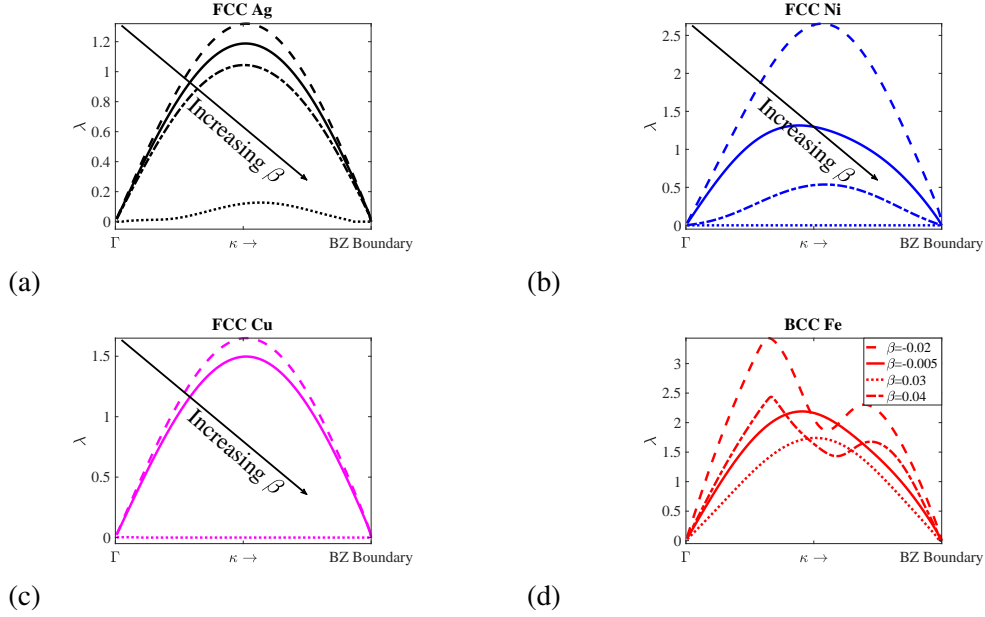 FCC Ag
1.2
1
0.8
0.6
0.4
0.2
0
λ
Increasing β
Γ
κ →
BZ Boundary
(a)
FCC Ni
2.5
2
1.5
1
0.5
0
λ
Increasing β
Γ
κ →
BZ Boundary
(b)
FCC Cu
1.5
1
0.5
0
λ
Increasing β
Γ
κ →
BZ Boundary
(c)
BCC Fe
3
2.5
2
1.5
1
0.5
0
λ
β=-0.02
β=-0.005
β=0.03
β=0.04
Γ
κ →
BZ Boundary
(d)